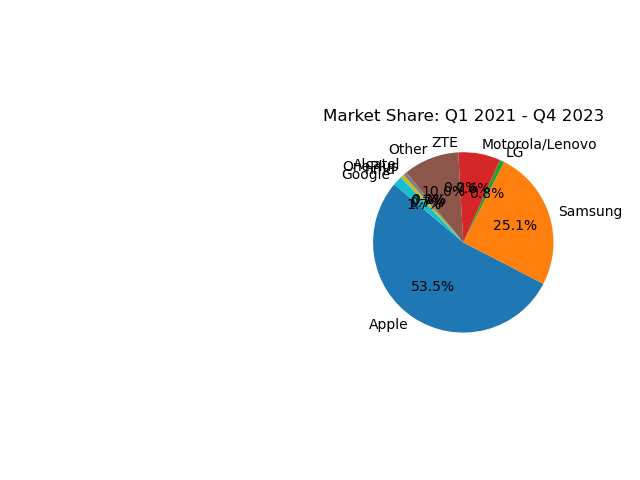 Market Share: Q1 2021 - Q4 2023
ZTE
Motorola/Lenovo
Other
LG
Alcatel
Google
10.0%
0.8%
Samsung
25.1%
53.5%
Apple